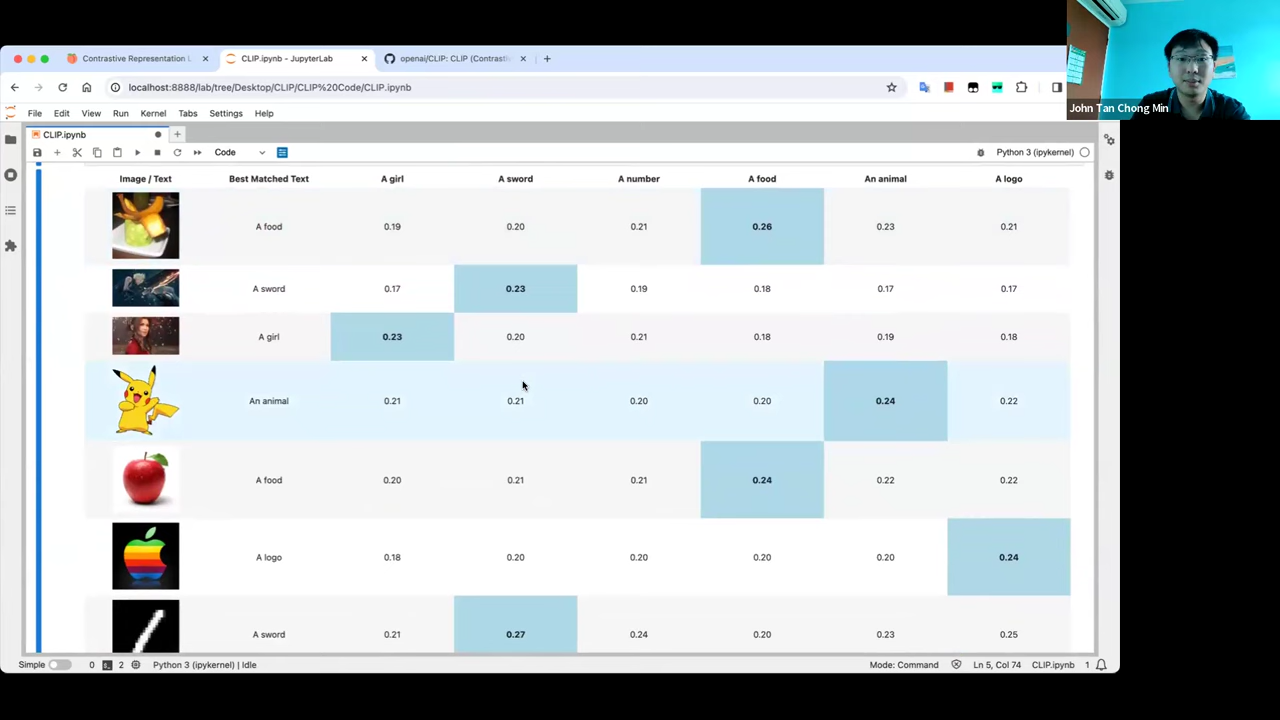 Contrastive Representation L
CLIP.ipynb - JupyterLab
openai/CLIP: CLIP (Contrasti
localhost:8888/lab/tree/Desktop/CLIP/CLIP%20Code/CLIP.ipynb
John Tan Chong Min
File Edit View Run Kernel Tabs Settings Help
CLIP.ipynb
Code
Python 3 (ipykernel)
Image / Text Best Matched Text A girl A sword A number A food An animal A logo
A food 0.19 0.20 0.21 0.26 0.23 0.21
A sword 0.17 0.23 0.19 0.18 0.17 0.17
A girl 0.23 0.20 0.21 0.18 0.19 0.18
An animal 0.21 0.21 0.20 0.20 0.24 0.22
A food 0.20 0.21 0.21 0.24 0.22 0.22
A logo 0.18 0.20 0.20 0.20 0.20 0.24
A sword 0.21 0.27 0.24 0.20 0.23 0.25
Simple 0 2 Python 3 (ipykernel) | Idle Mode: Command Ln 5, Col 74 CLIP.ipynb 1